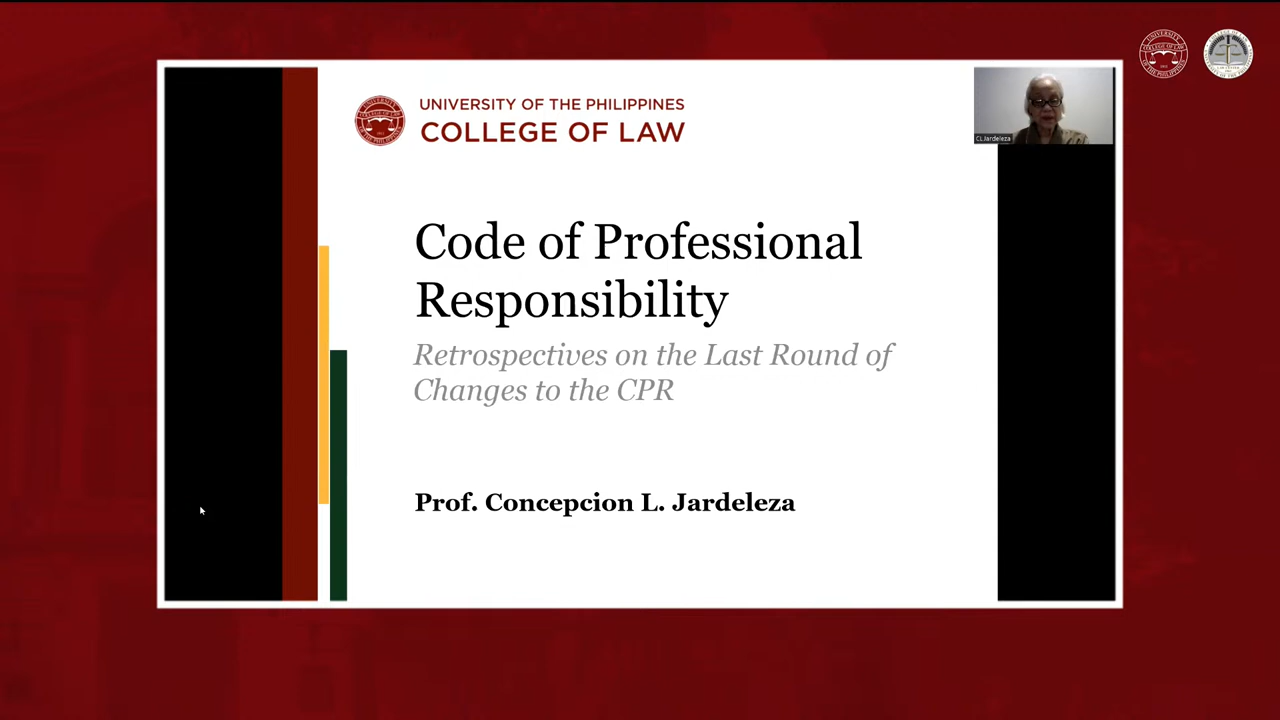 UNIVERSITY OF THE PHILIPPINES
COLLEGE OF LAW
CLJardeleza
Code of Professional
Responsibility
Retrospectives on the Last Round of
Changes to the CPR
Prof. Concepcion L. Jardeleza